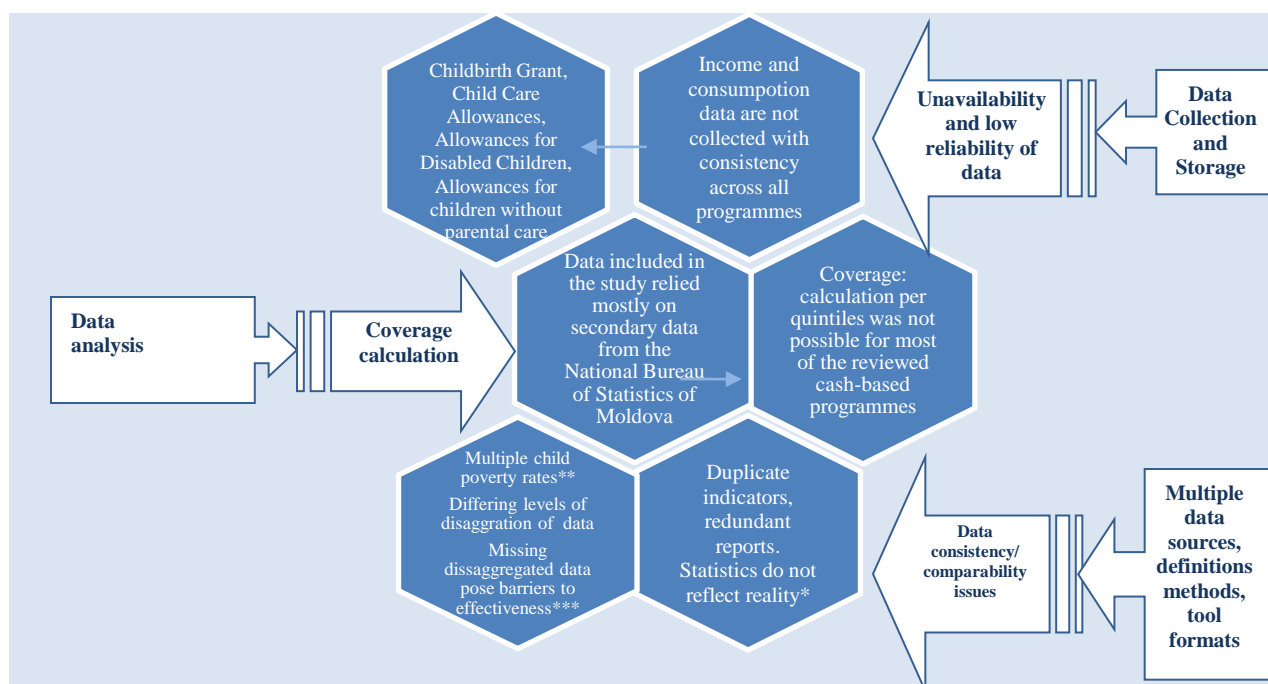 Childbirth Grant,
Child Care
Allowances,
Allowances for
Disabled Children,
Allowances for
children without
parental care
Income and
consumpotion
data are not
collected with
consistency
across all
programmes
Unavailability
and low
reliability of
data
Data
Collection
and
Storage
Data
analysis
Coverage
calculation
Data included in
the study relied
mostly on
secondary data
from the
National Bureau
of Statistics of
Moldova
Coverage:
calculation per
quintiles was not
possible for most
of the reviewed
cash-based
programmes
Multiple child
poverty rates**
Differing levels of
disaggration of data
Missing
dissaggregated data
pose barriers to
effectiveness***
Duplicate
indicators,
redundant
reports.
Statistics do not
reflect reality*
Data
consistency/
comparability
issues
Multiple
data
sources,
definitions
methods,
tool
formats